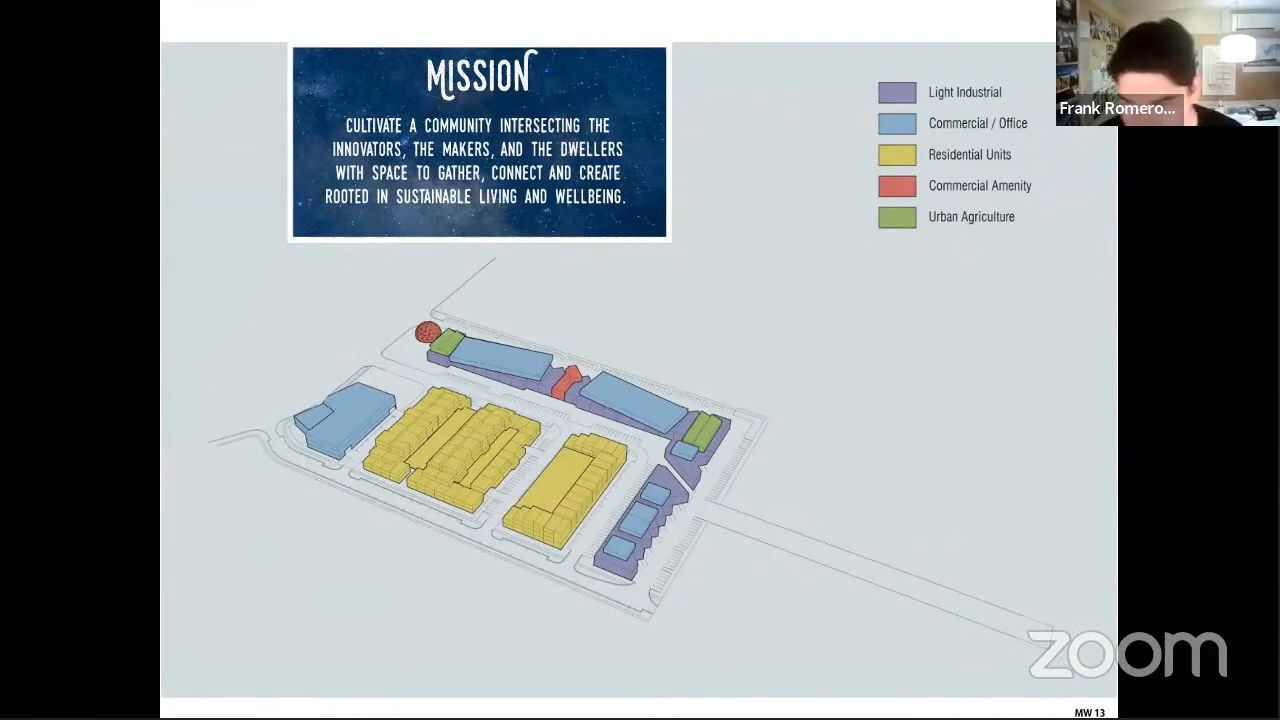 MISSION
CULTIVATE A COMMUNITY INTERSECTING THE
INNOVATORS, THE MAKERS, AND THE DWELLERS
WITH SPACE TO GATHER, CONNECT AND CREATE
ROOTED IN SUSTAINABLE LIVING AND WELLBEING.
Light Industrial
Commercial / Office
Residential Units
Commercial Amenity
Urban Agriculture
Frank Romero...
zoom
MW 13